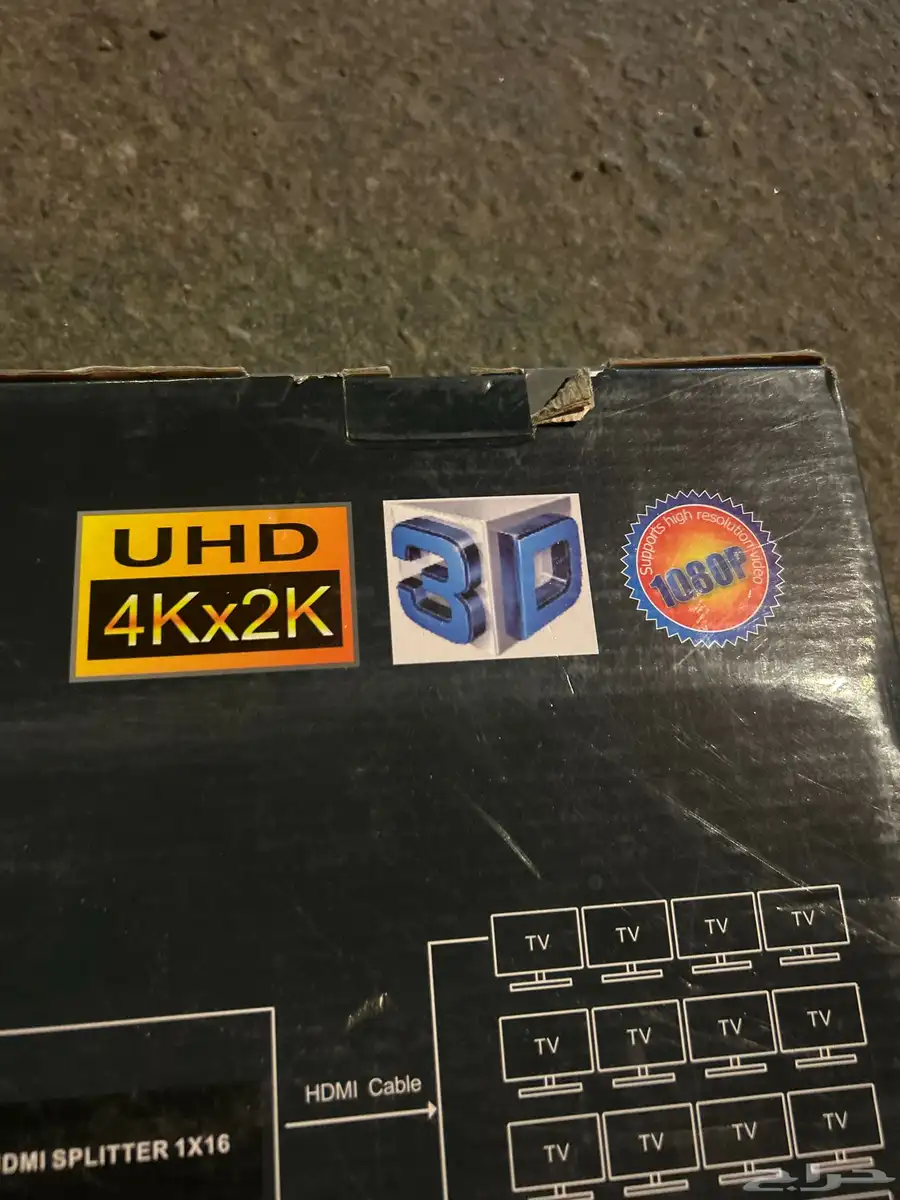 UHD
4Kx2K
3D
Supports high resolution video
1080P
TV TV TV TV
TV TV TV TV
HDMI Cable
TV TV TV TV
DMI SPLITTER 1X16
حراج